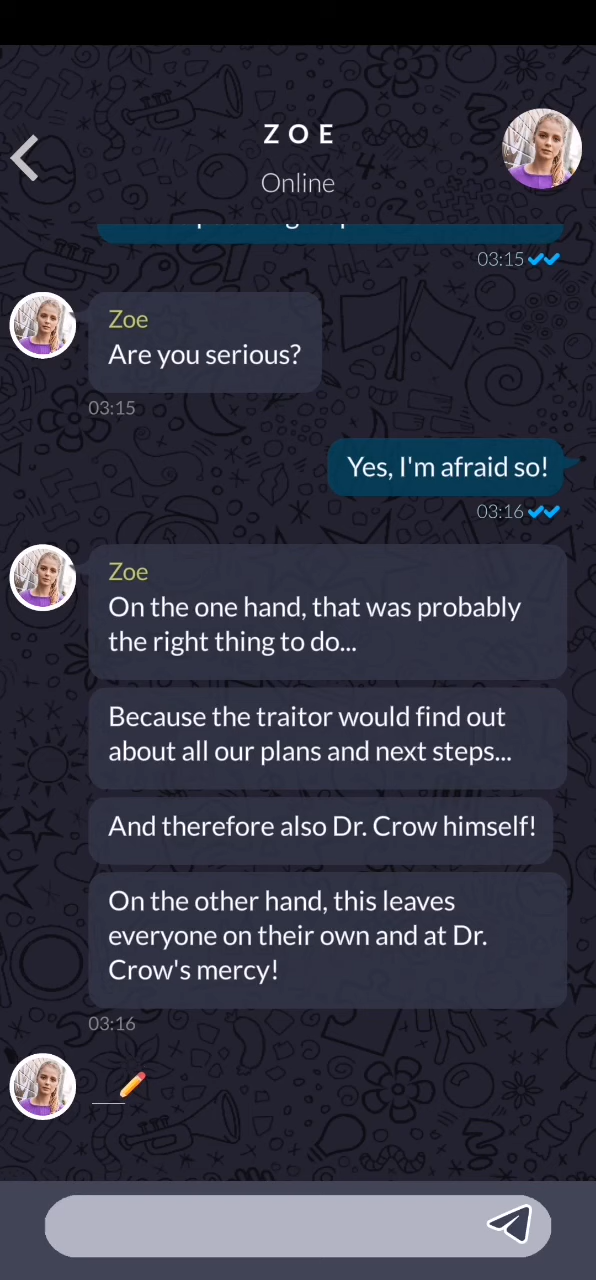 ZOE
Online
03:15
Zoe
Are you serious?
03:15
Yes, I'm afraid so!
03:16
Zoe
On the one hand, that was probably
the right thing to do...
Because the traitor would find out
about all our plans and next steps...
And therefore also Dr. Crow himself!
On the other hand, this leaves
everyone on their own and at Dr.
Crow's mercy!
03:16